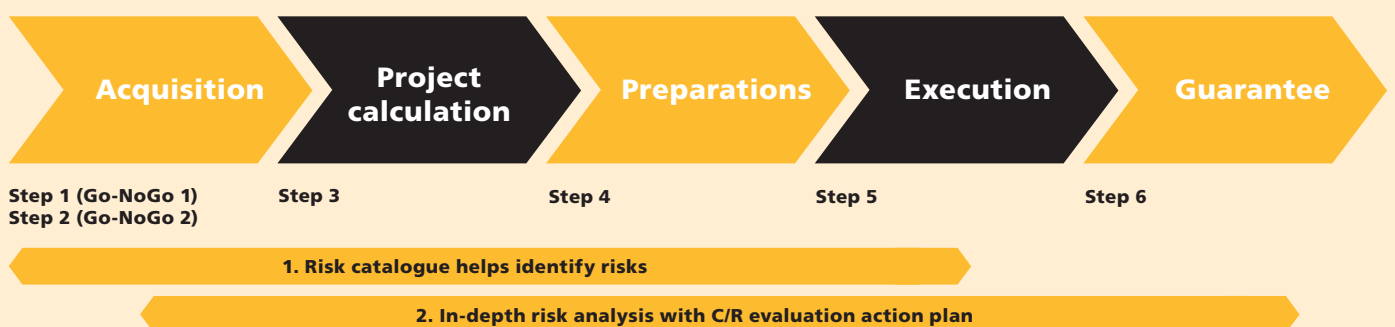 Acquisition
Project
calculation
Preparations
Execution
Guarantee
Step 1 (Go-NoGo 1)
Step 2 (Go-NoGo 2)
Step 3
Step 4
Step 5
Step 6
1. Risk catalogue helps identify risks
2. In-depth risk analysis with C/R evaluation action plan